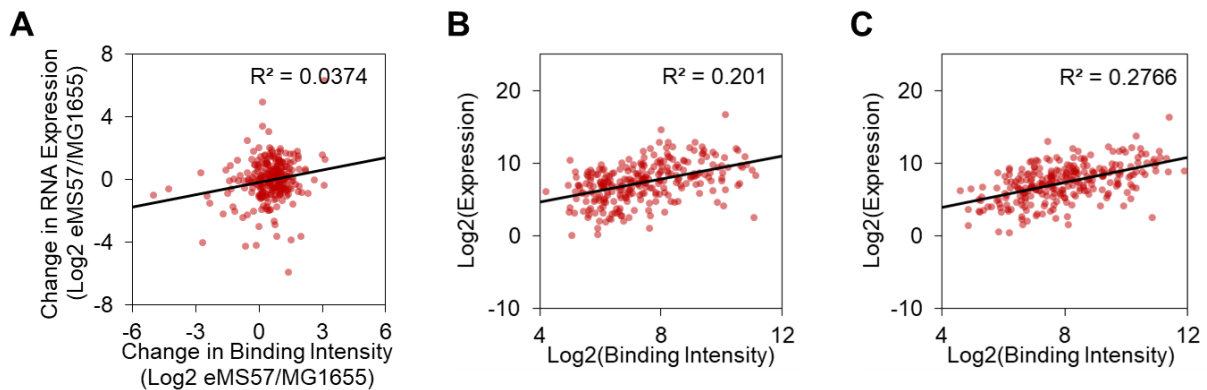 A
Change in RNA Expression
(Log2 eMS57/MG1655)
8
4
0
-4
-8
R² = 0.0374
-6
-3
0
3
6
Change in Binding Intensity
(Log2 eMS57/MG1655)
B
Log2(Expression)
20
10
0
-10
R² = 0.201
4
8
12
Log2(Binding Intensity)
C
Log2(Expression)
20
10
0
-10
R² = 0.2766
4
8
12
Log2(Binding Intensity)